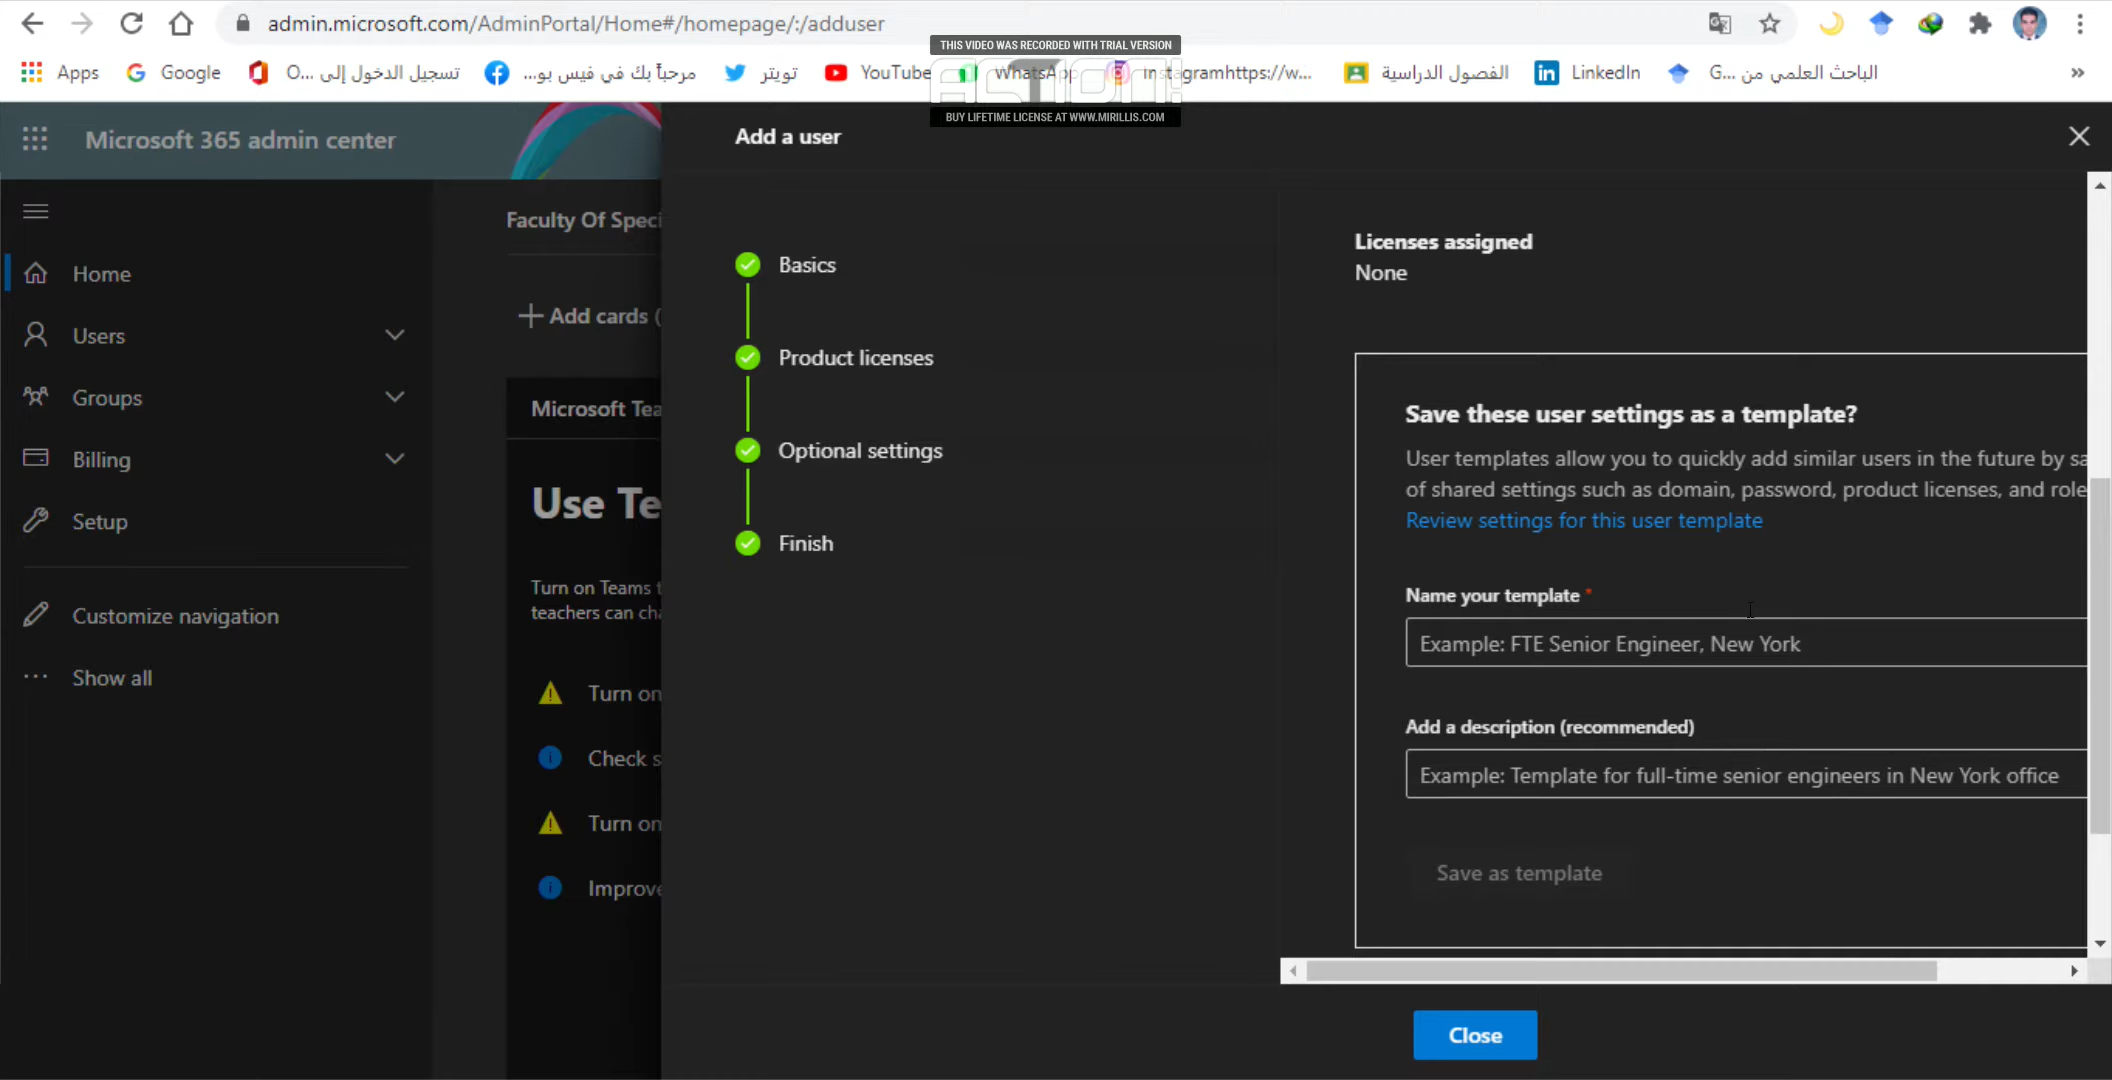 admin.microsoft.com/AdminPortal/Home#/homepage/:/adduser
THIS VIDEO WAS RECORDED WITH TRIAL VERSION
Apps
Google
تسجيل الدخول إلى O...
مرحباً بك في فيس بو...
تويتر
YouTube
WhatsApp
Instagramhttps://w...
الفصول الدراسية
LinkedIn
الباحث العلمي من G...
»
BUY LIFETIME LICENSE AT WWW.MIRILLIS.COM
Microsoft 365 admin center
Add a user
Home
Users
Groups
Billing
Setup
Customize navigation
Show all
Faculty Of Speci
Add cards (
Microsoft Tea
Use Te
Turn on Teams t
teachers can cha
Turn on
Check s
Turn on
Improve
Basics
Product licenses
Optional settings
Finish
Licenses assigned
None
Save these user settings as a template?
User templates allow you to quickly add similar users in the future by sa
of shared settings such as domain, password, product licenses, and role
Review settings for this user template
Name your template *
Example: FTE Senior Engineer, New York
Add a description (recommended)
Example: Template for full-time senior engineers in New York office
Save as template
Close